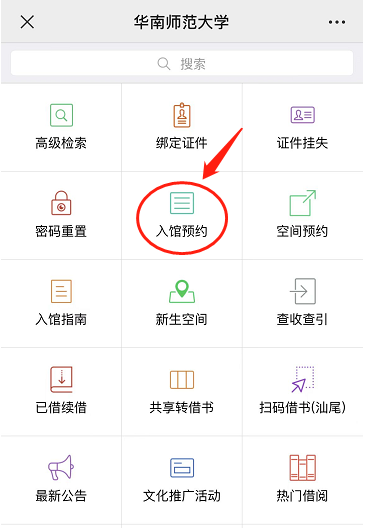 华南师范大学
搜索
高级检索 绑定证件 证件挂失
密码重置 入馆预约 空间预约
入馆指南 新生空间 查收查引
已借续借 共享转借书 扫码借书(汕尾)
最新公告 文化推广活动 热门借阅